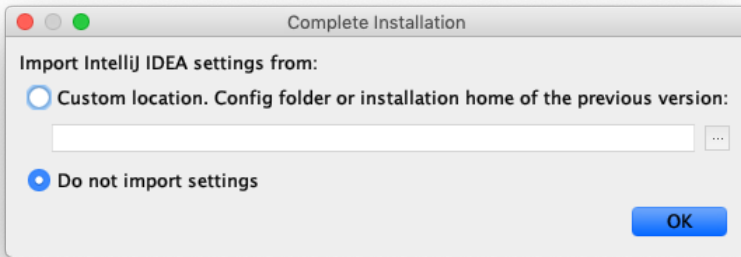 Complete Installation
Import IntelliJ IDEA settings from:
Custom location. Config folder or installation home of the previous version:
...
Do not import settings
OK